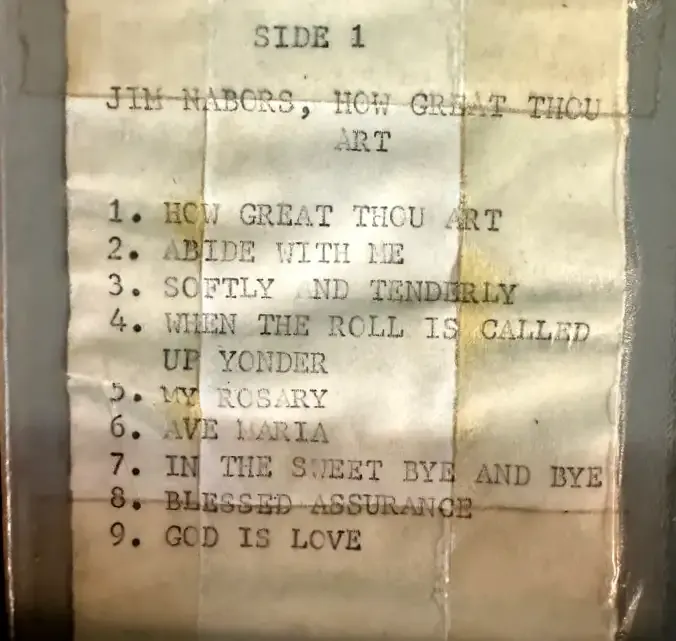 SIDE 1
JIM NABORS, HOW GREAT THOU
ART
1. HOW GREAT THOU ART
2. ABIDE WITH ME
3. SOFTLY AND TENDERLY
4. WHEN THE ROLL IS CALLED
UP YONDER
5. MY ROSARY
6. AVE MARIA
7. IN THE SWEET BYE AND BYE
8. BLESSED ASSURANCE
9. GOD IS LOVE